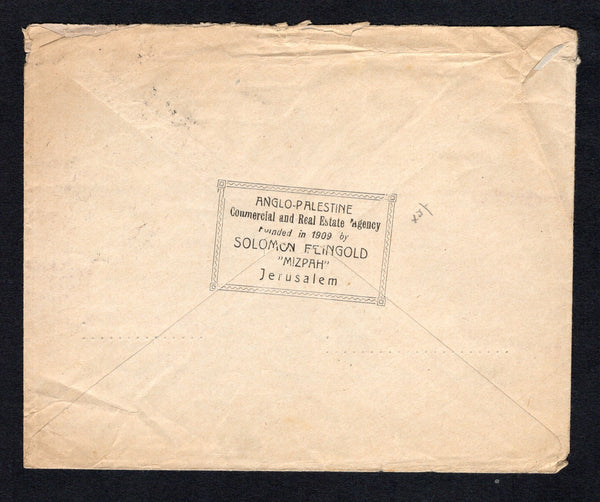 ANGLO-PALESTINE
Commercial and Real Estate Agency
Founded in 1909 by
SOLOMON FEINGOLD
"MIZPAH"
Jerusalem